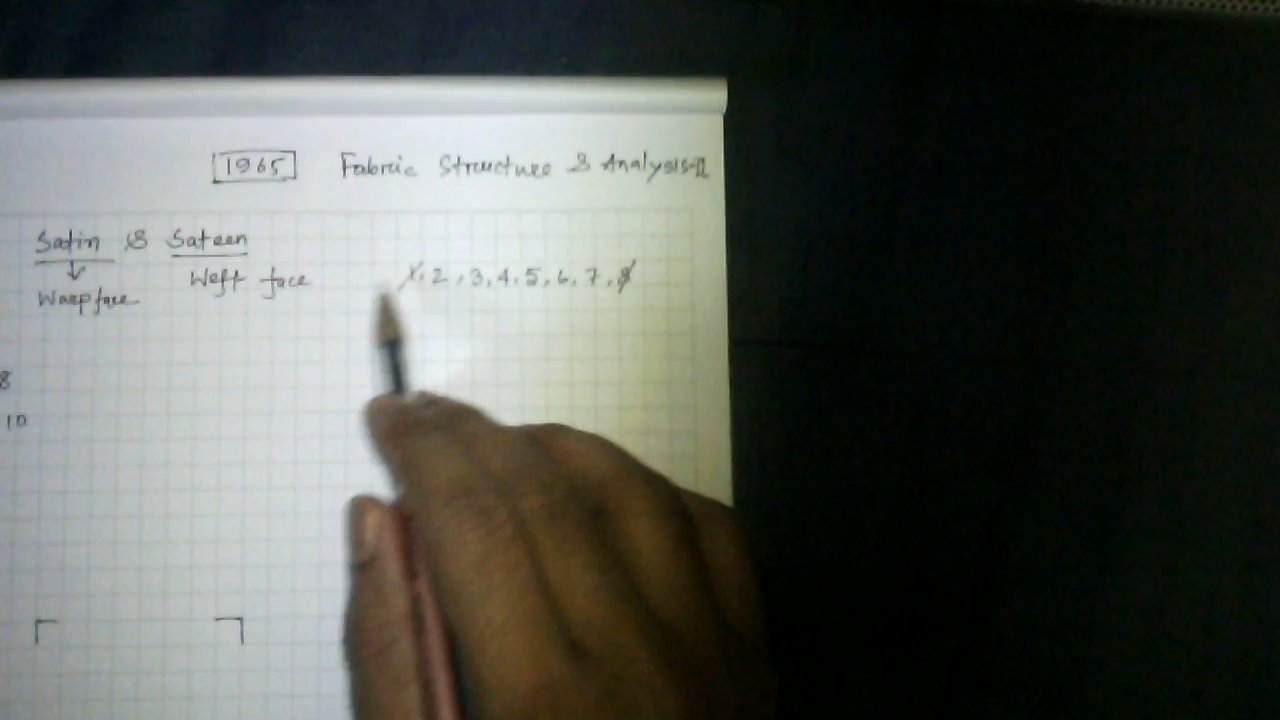 1965 Fabric Structure & Analysis-II
Satin & Sateen
Warp face Weft face 1, 2, 3, 4, 5, 6, 7, 8
8
10